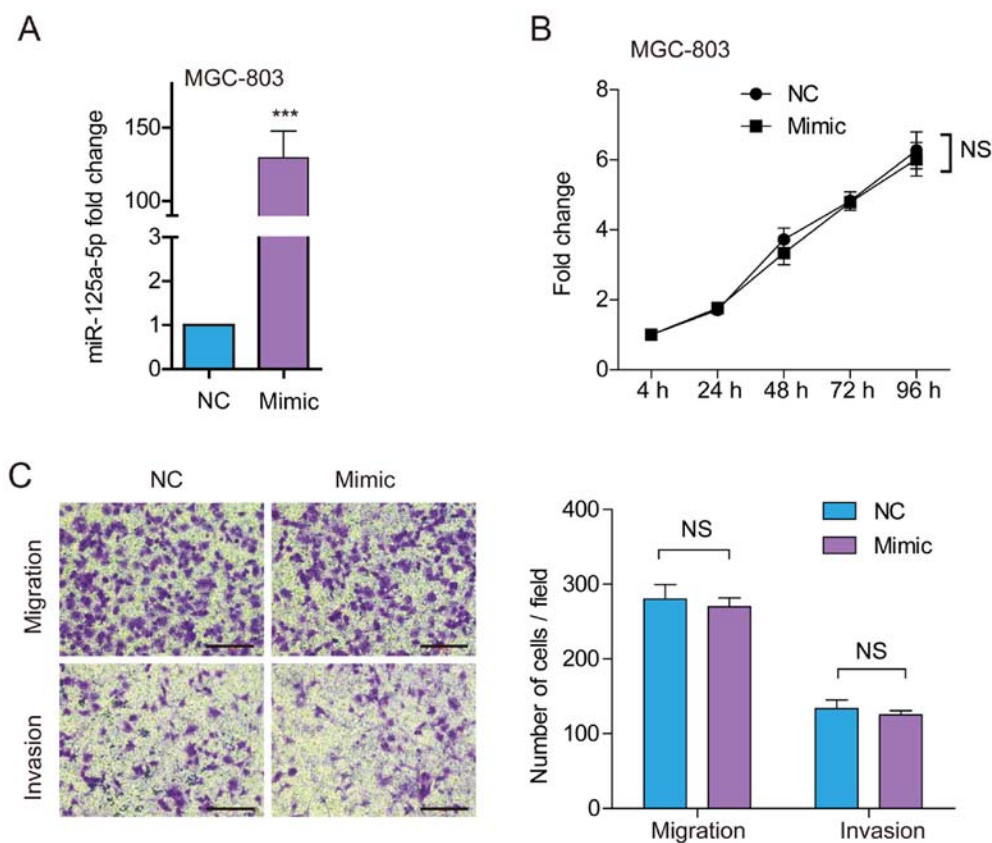 A
MGC-803
miR-125a-5p fold change
150
100
3
2
1
0
***
NC
Mimic
B
MGC-803
NC
Mimic
Fold change
8
6
4
2
0
NS
4 h
24 h
48 h
72 h
96 h
C
NC
Mimic
Migration
Invasion
Number of cells / field
400
300
200
100
0
NC
Mimic
NS
NS
Migration
Invasion